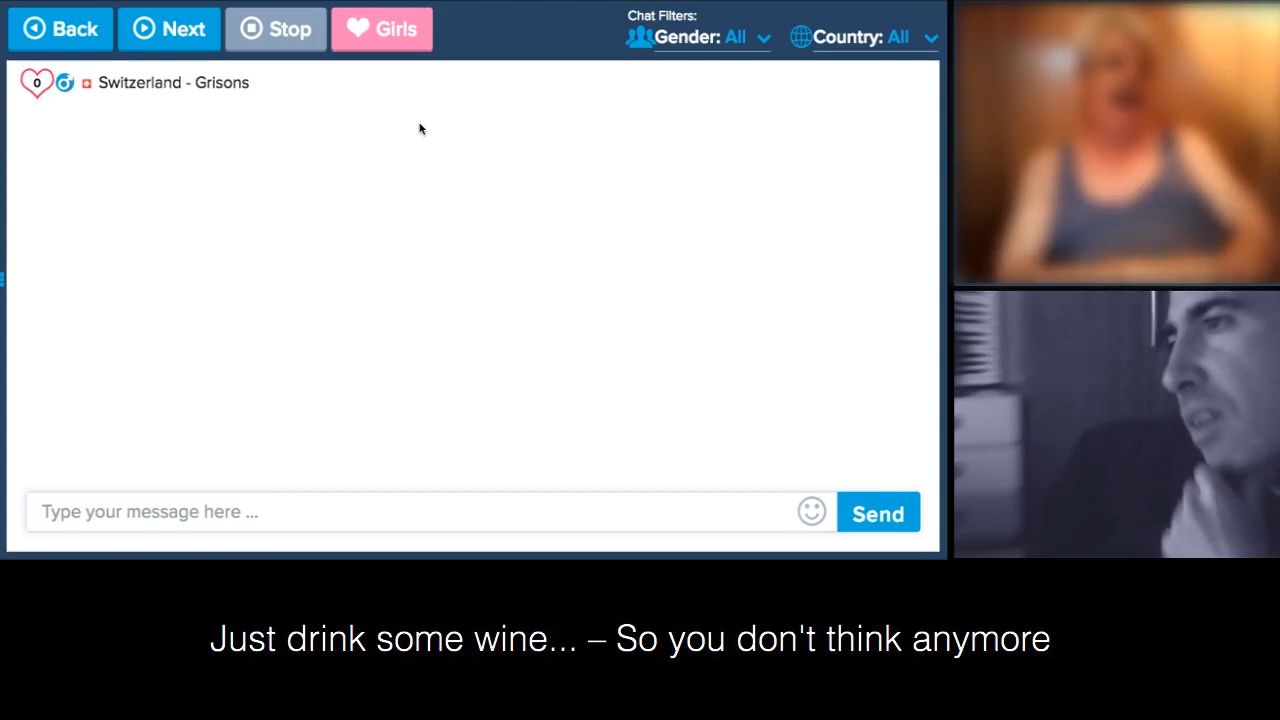 Back
Next
Stop
Girls
Chat Filters:
Gender: All
Country: All
0
Switzerland - Grisons
Type your message here ...
Send
Just drink some wine... – So you don't think anymore